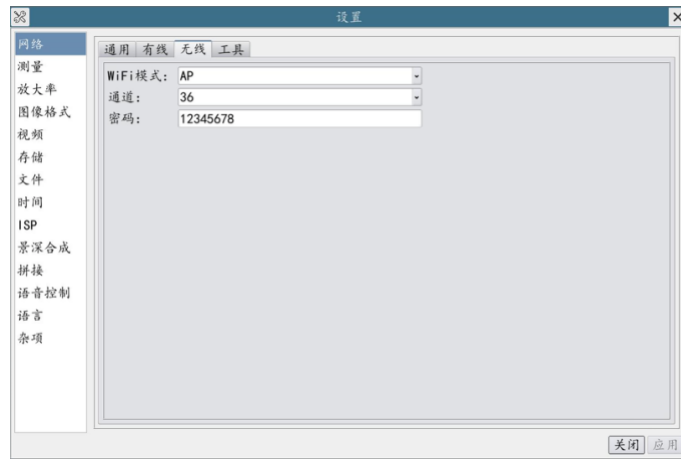 设置
网络
测量
放大率
图像格式
视频
存储
文件
时间
ISP
景深合成
拼接
语音控制
语言
杂项
通用 有线 无线 工具
WiFi模式: AP
通道: 36
密码: 12345678
关闭 应用